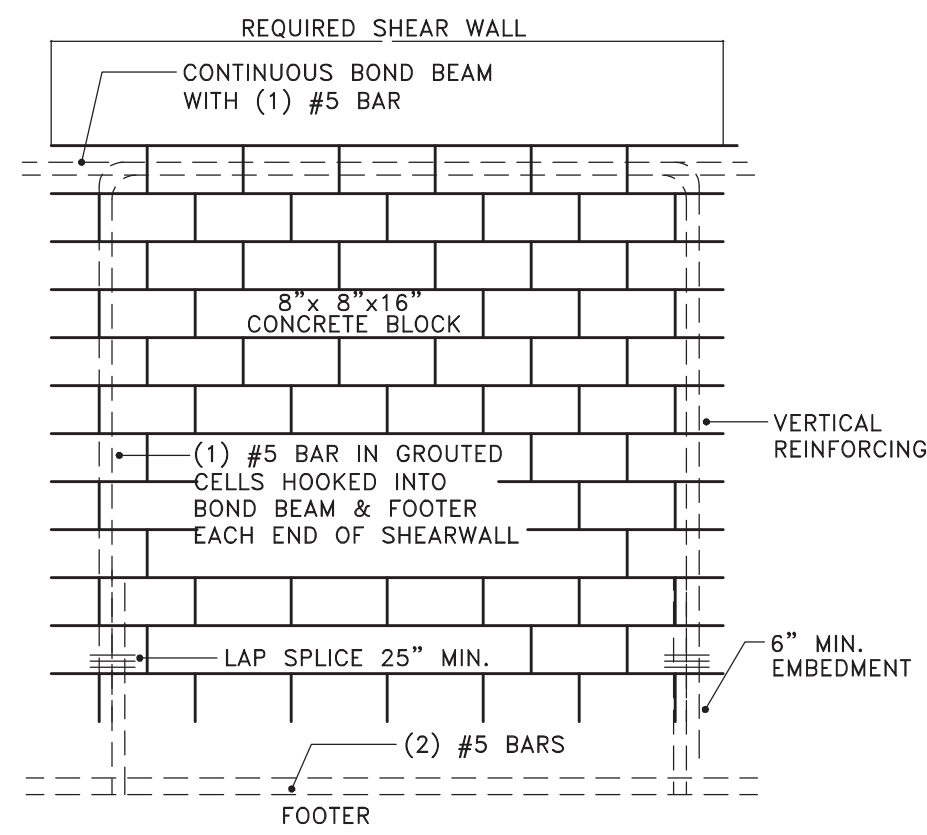 REQUIRED SHEAR WALL
CONTINUOUS BOND BEAM
WITH (1) #5 BAR
8”x 8”x16”
CONCRETE BLOCK
VERTICAL
REINFORCING
(1) #5 BAR IN GROUTED
CELLS HOOKED INTO
BOND BEAM & FOOTER
EACH END OF SHEARWALL
LAP SPLICE 25” MIN.
6” MIN.
EMBEDMENT
(2) #5 BARS
FOOTER